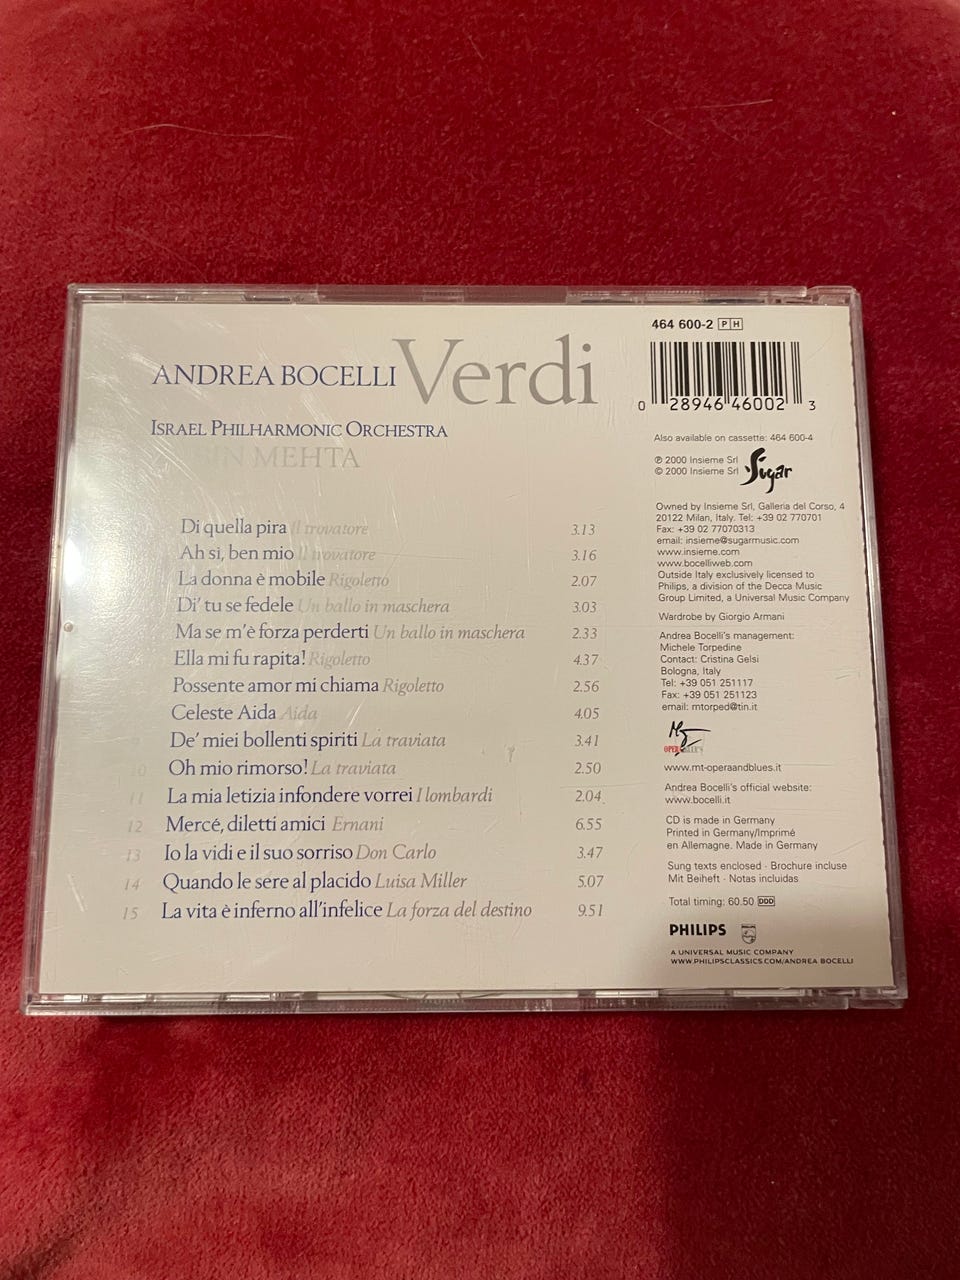 464 600-2 PH
ANDREA BOCELLI Verdi
0 28946 46002 3
ISRAEL PHILHARMONIC ORCHESTRA
MEHTA
Di quella pira Il trovatore 3.13
Ah sì, ben mio Il trovatore 3.16
La donna è mobile Rigoletto 2.07
Di' tu se fedele Un ballo in maschera 3.03
Ma se m'è forza perderti Un ballo in maschera 2.33
Ella mi fu rapita! Rigoletto 4.37
Possente amor mi chiama Rigoletto 2.56
Celeste Aida Aida 4.05
9 De' miei bollenti spiriti La traviata 3.41
10 Oh mio rimorso! La traviata 2.50
11 La mia letizia infondere vorrei I lombardi 2.04
12 Mercé, diletti amici Ernani 6.55
13 Io la vidi e il suo sorriso Don Carlo 3.47
14 Quando le sere al placido Luisa Miller 5.07
15 La vita è inferno all'infelice La forza del destino 9.51
Also available on cassette: 464 600-4
℗ 2000 Insieme Srl
© 2000 Insieme Srl
Sugar
Owned by Insieme Srl, Galleria del Corso, 4
20122 Milan, Italy. Tel: +39 02 770701
Fax: +39 02 77070313
email: insieme@sugarmusic.com
www.insieme.com
www.bocelliweb.com
Outside Italy exclusively licensed to
Philips, a division of the Decca Music
Group Limited, a Universal Music Company
Wardrobe by Giorgio Armani
Andrea Bocelli's management:
Michele Torpedine
Contact: Cristina Gelsi
Bologna, Italy
Tel: +39 051 251117
Fax: +39 051 251123
email: mtorped@tin.it
www.mt-operaandblues.it
Andrea Bocelli's official website:
www.bocelli.it
CD is made in Germany
Printed in Germany/Imprimé
en Allemagne. Made in Germany
Sung texts enclosed · Brochure incluse
Mit Beiheft · Notas incluidas
Total timing: 60.50 DDD
PHILIPS
A UNIVERSAL MUSIC COMPANY
WWW.PHILIPSCLASSICS.COM/ANDREA BOCELLI